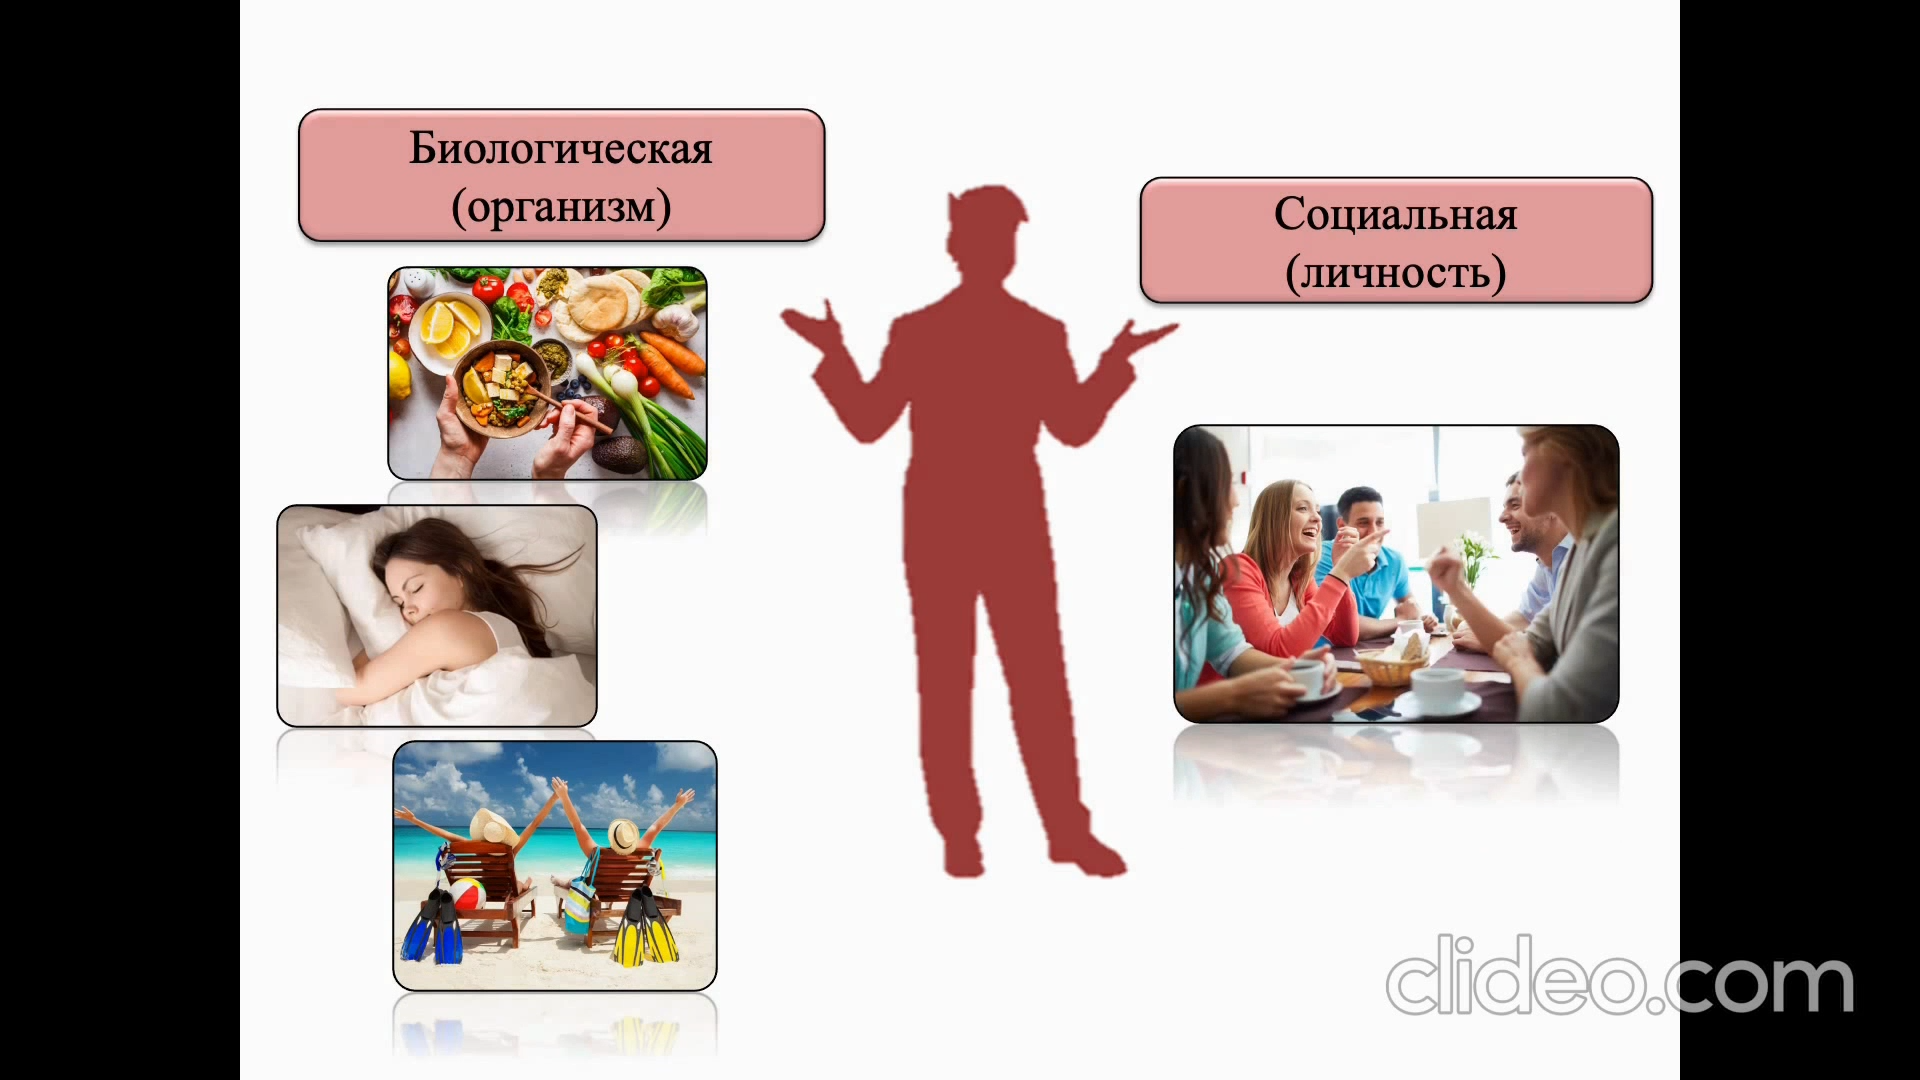 Биологическая
(организм)
Социальная
(личность)
clideo.com